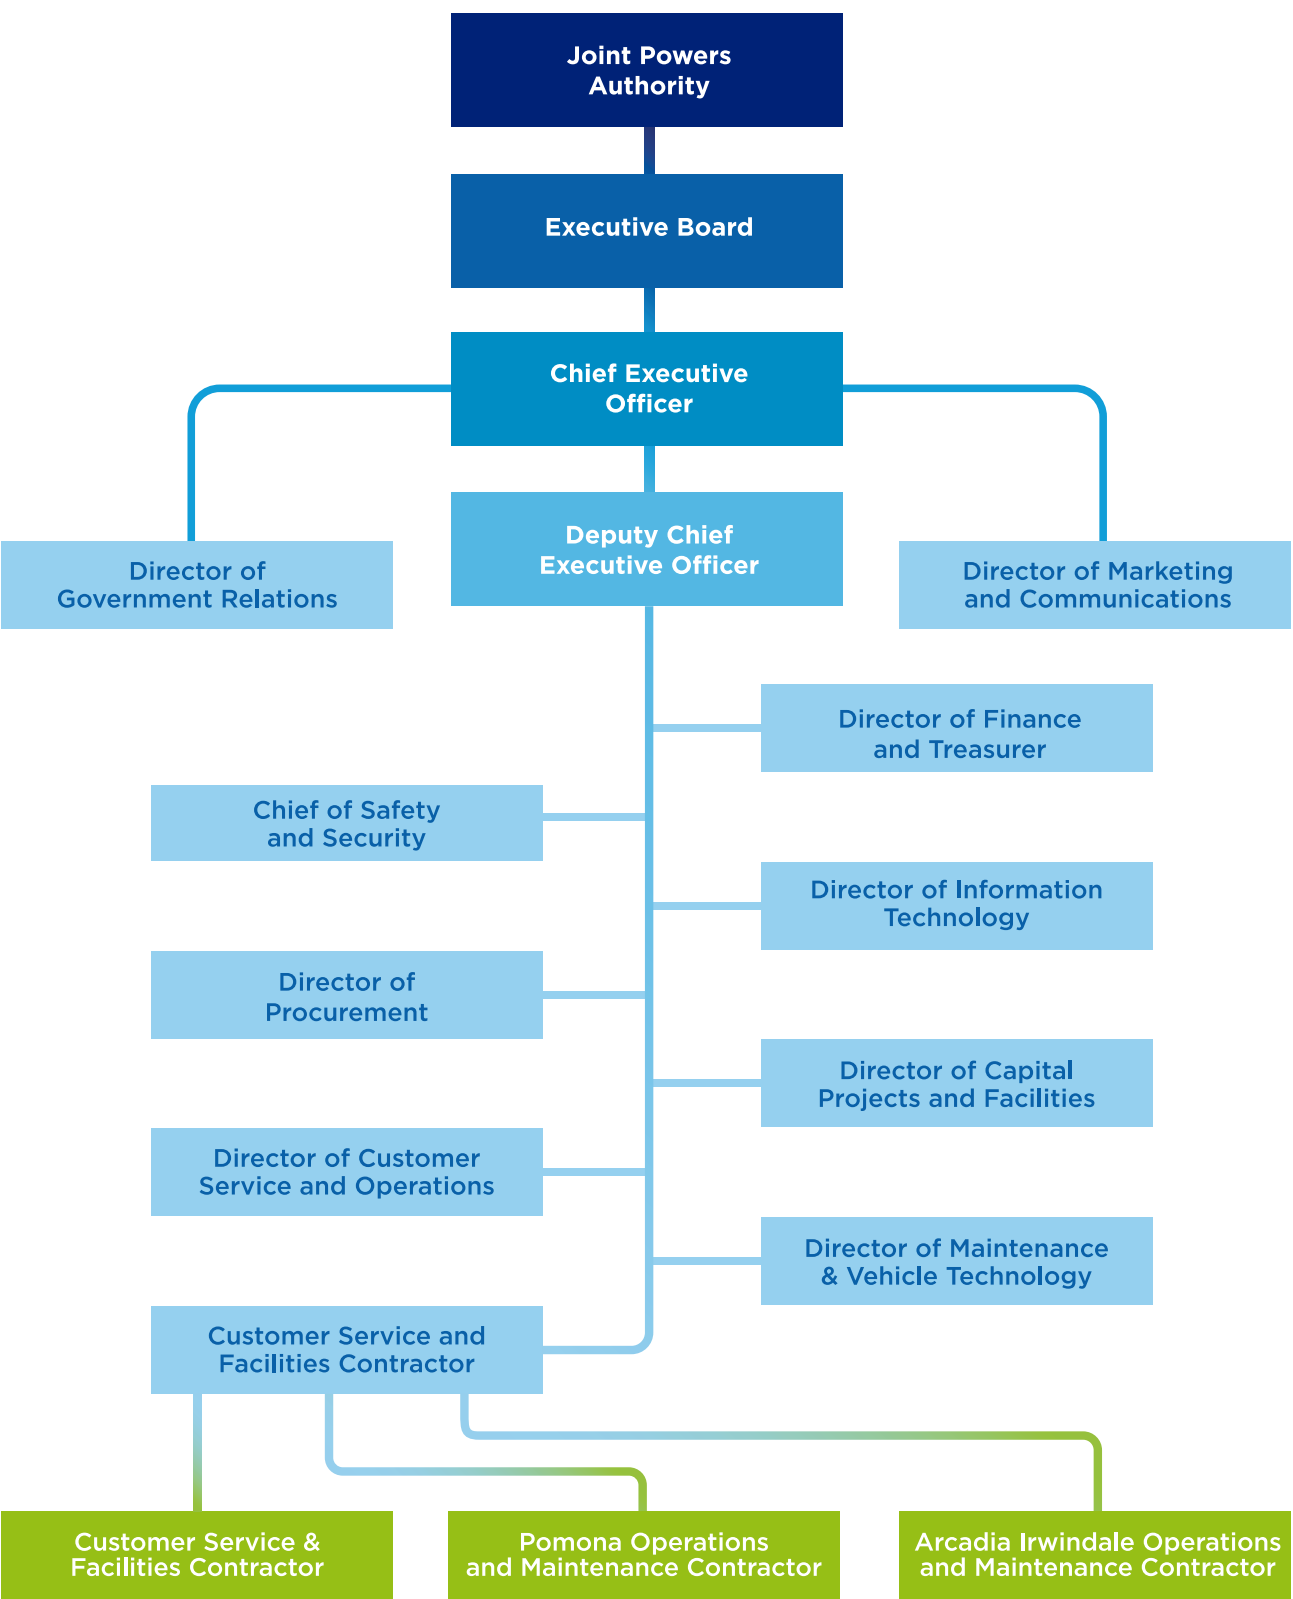 Joint Powers
Authority
Executive Board
Chief Executive
Officer
Deputy Chief
Executive Officer
Director of
Government Relations
Director of Marketing
and Communications
Director of Finance
and Treasurer
Chief of Safety
and Security
Director of Information
Technology
Director of
Procurement
Director of Capital
Projects and Facilities
Director of Customer
Service and Operations
Director of Maintenance
& Vehicle Technology
Customer Service and
Facilities Contractor
Customer Service &
Facilities Contractor
Pomona Operations
and Maintenance Contractor
Arcadia Irwindale Operations
and Maintenance Contractor